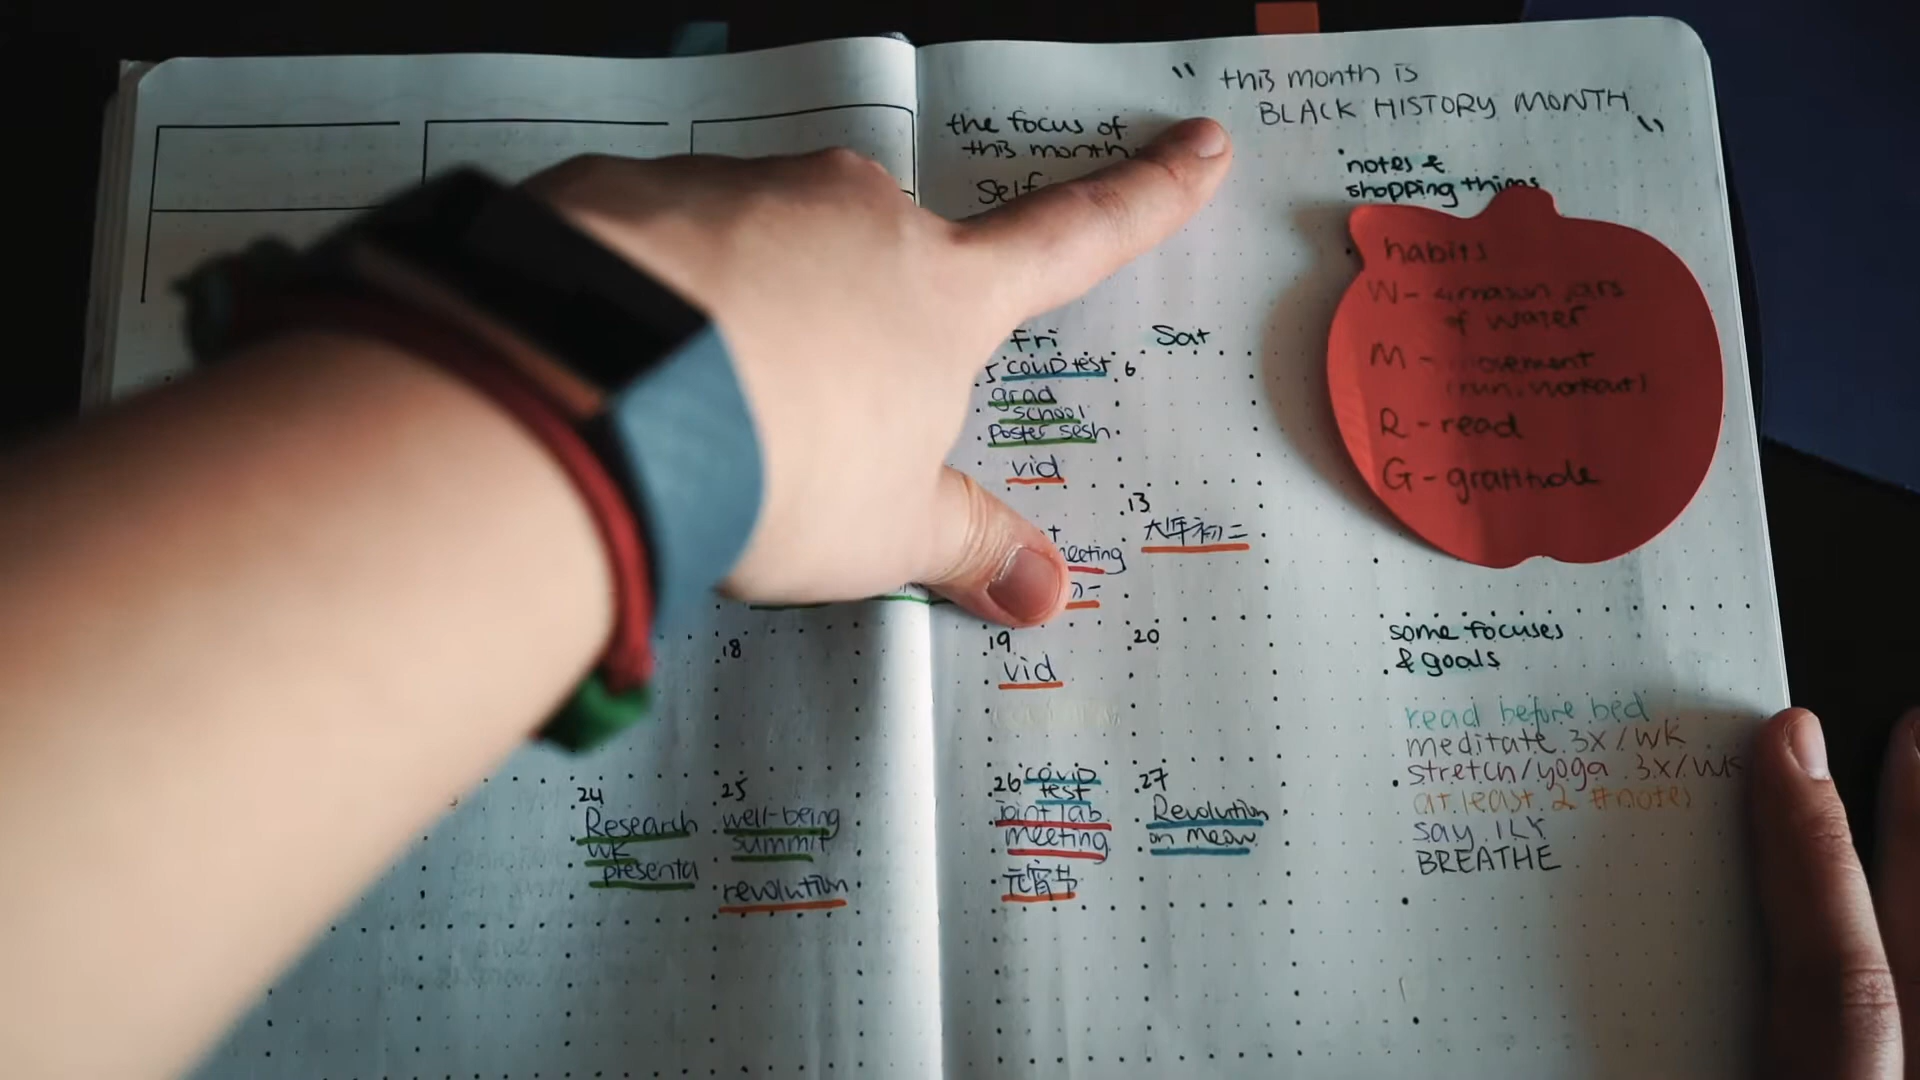 " this month is
BLACK HISTORY MONTH "
the focus of
this month
Self
notes &
shopping things
habits
W - 4 mason jars
of water
M - movement
(run, workout)
R - read
G - gratitude
Fri
Sat
5 covid test
grad
school
poster sesh
vid
6
meeting
13
大年初二
18
19
vid
20
24
Research
wk
presenta
25
well-being
summit
revolution
26 covid
test
joint lab
meeting
元宵节
27
Revolution
on mean
some focuses
& goals
read before bed
meditate 3x/wk
stretch/yoga 3x/wk
at least 2 #notes
say ILY
BREATHE